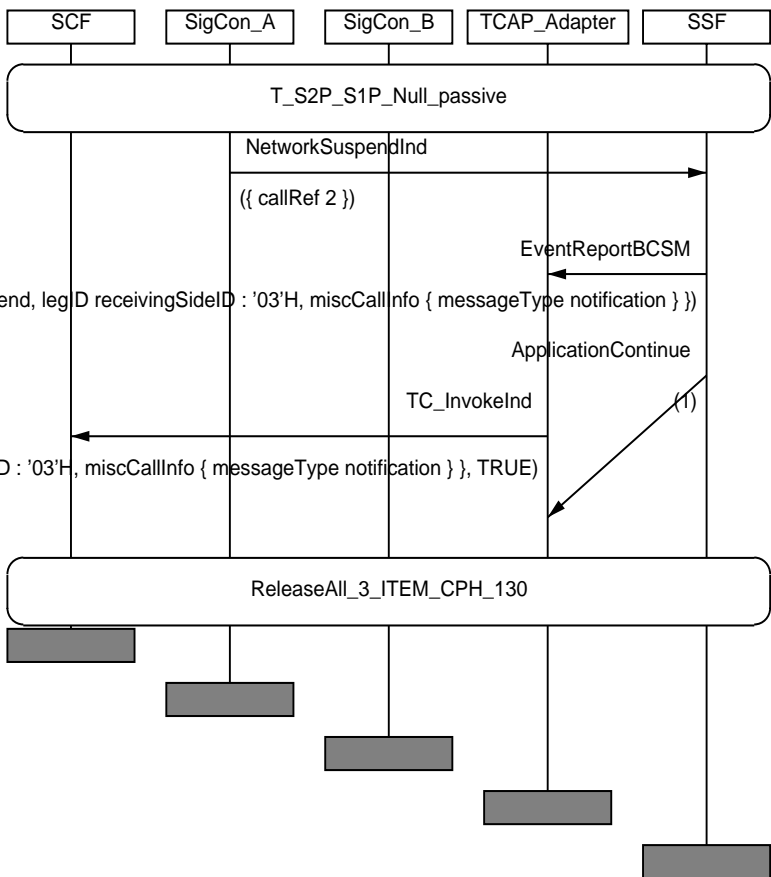 SCF SigCon_A SigCon_B TCAP_Adapter SSF
T_S2P_S1P_Null_passive
NetworkSuspendInd
({ callRef 2 })
EventReportBCSM
end, legID receivingSideID : '03'H, miscCallInfo { messageType notification } })
ApplicationContinue
TC_InvokeInd
(1)
D : '03'H, miscCallInfo { messageType notification } }, TRUE)
ReleaseAll_3_ITEM_CPH_130